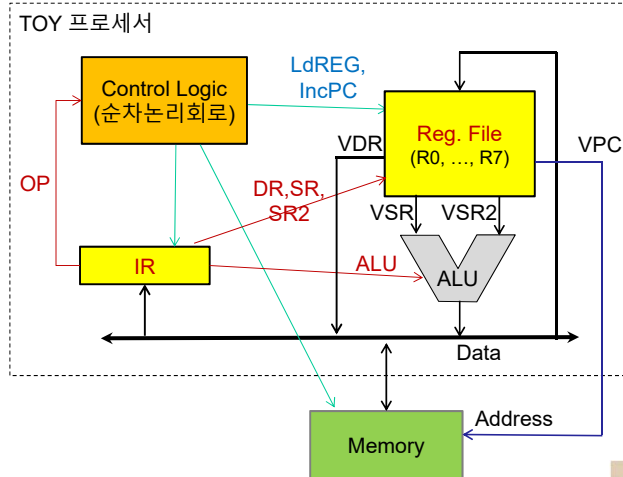 TOY 프로세서
Control Logic
(순차논리회로)
LdREG,
IncPC
Reg. File
(R0, …, R7)
VPC
VDR
OP
DR,SR,
SR2
VSR
VSR2
IR
ALU
ALU
Data
Address
Memory